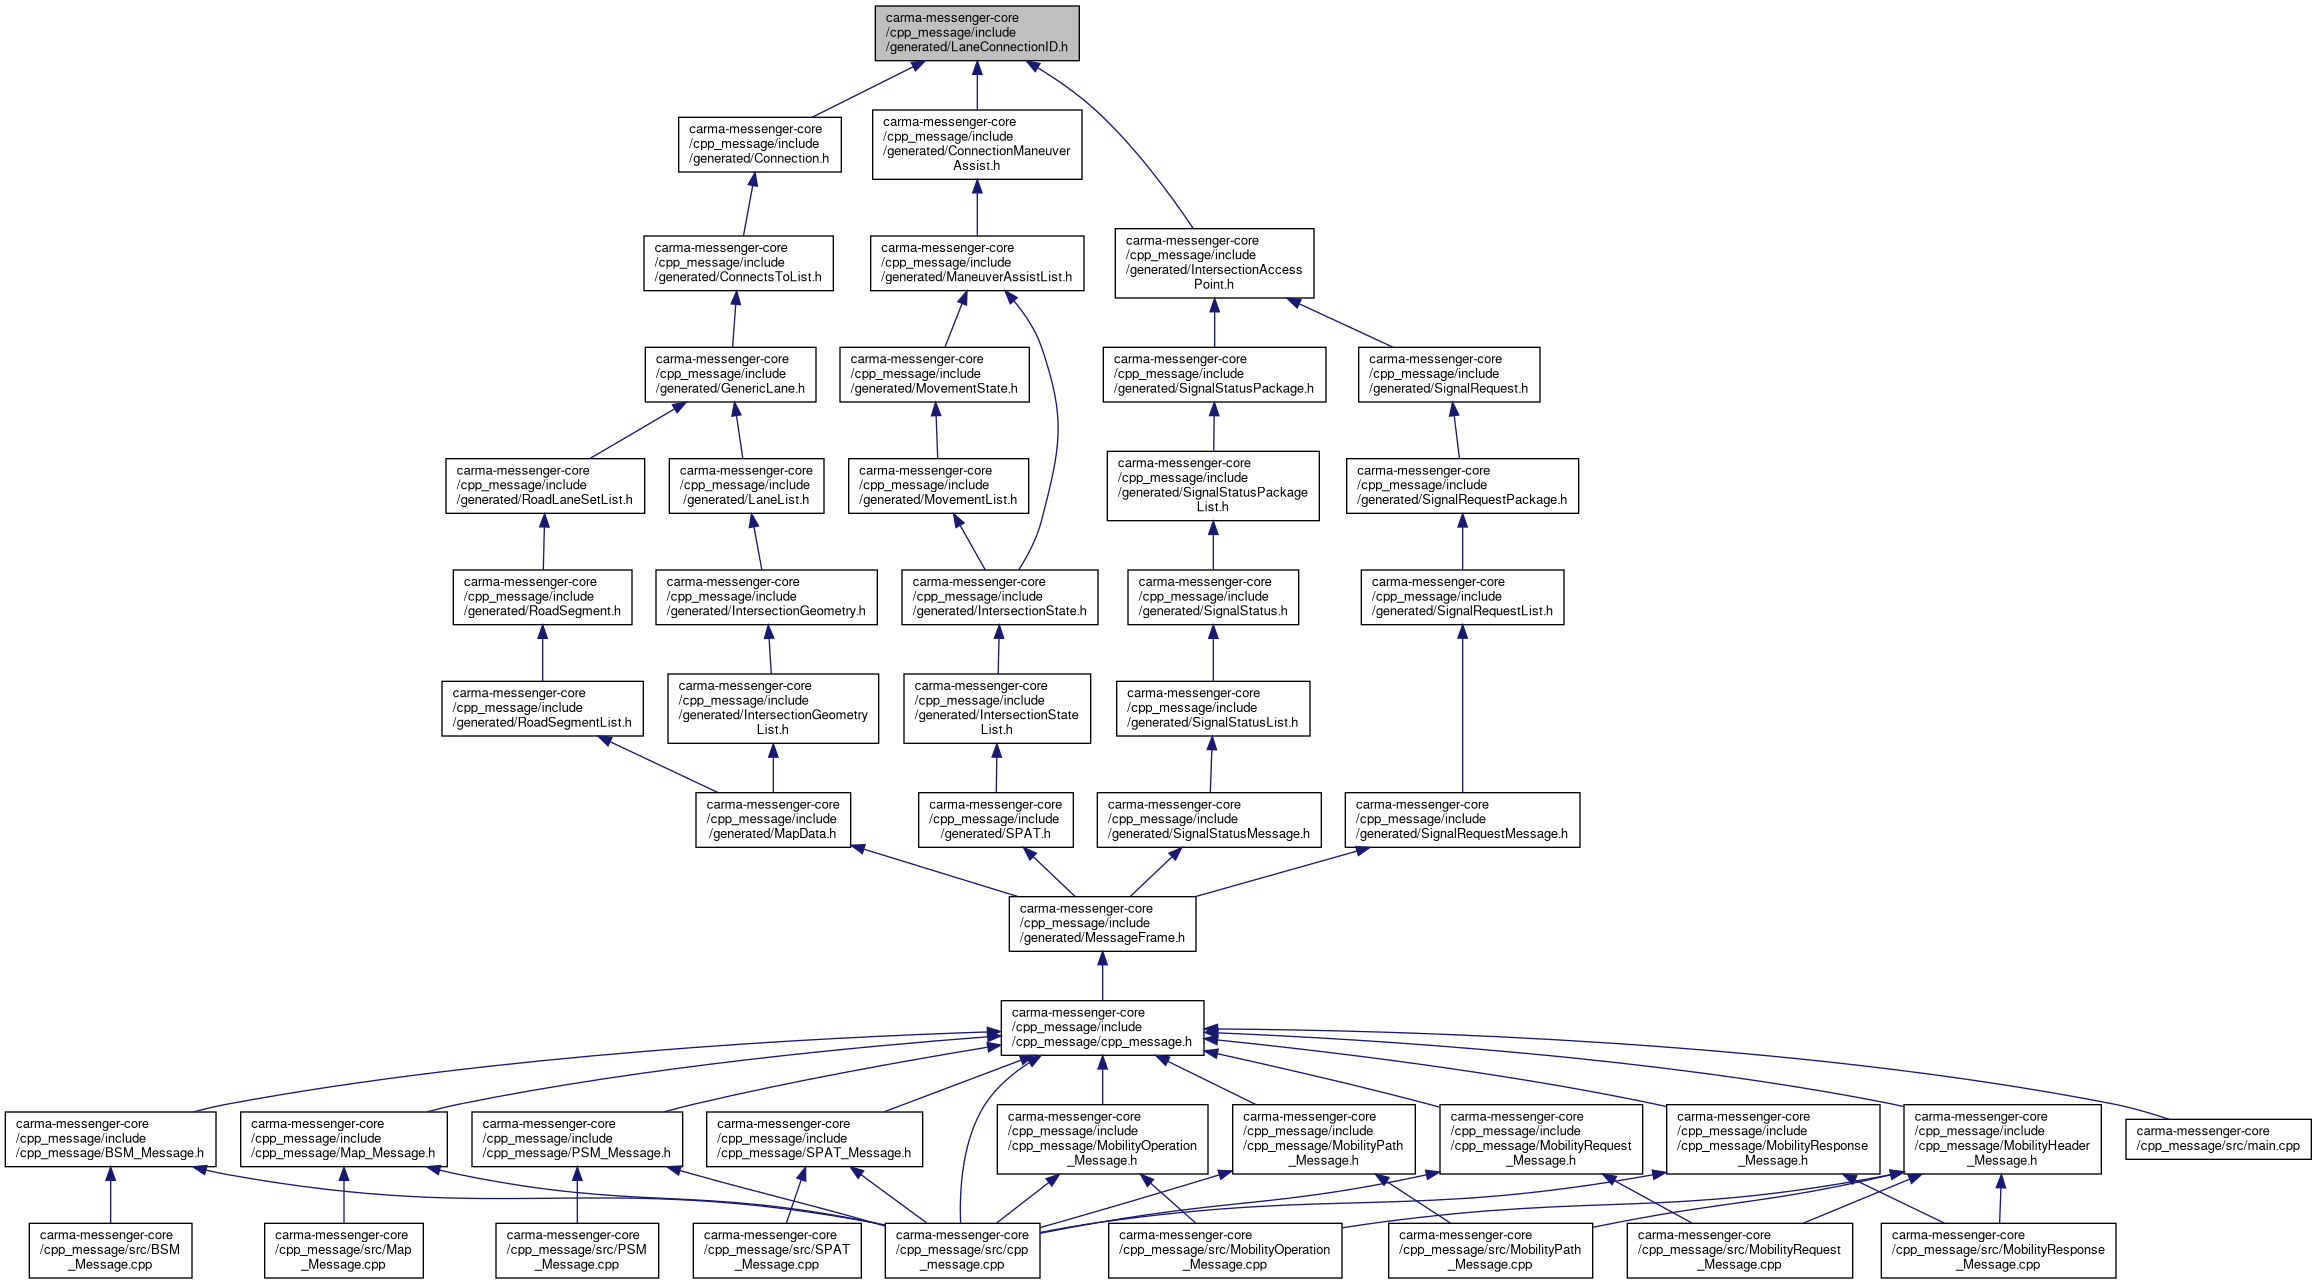 carma-messenger-core
/cpp_message/include
/generated/LaneConnectionID.h
carma-messenger-core
/cpp_message/include
/generated/Connection.h
carma-messenger-core
/cpp_message/include
/generated/ConnectionManeuver
Assist.h
carma-messenger-core
/cpp_message/include
/generated/ConnectsToList.h
carma-messenger-core
/cpp_message/include
/generated/ManeuverAssistList.h
carma-messenger-core
/cpp_message/include
/generated/IntersectionAccess
Point.h
carma-messenger-core
/cpp_message/include
/generated/GenericLane.h
carma-messenger-core
/cpp_message/include
/generated/MovementState.h
carma-messenger-core
/cpp_message/include
/generated/SignalStatusPackage.h
carma-messenger-core
/cpp_message/include
/generated/SignalRequest.h
carma-messenger-core
/cpp_message/include
/generated/RoadLaneSetList.h
carma-messenger-core
/cpp_message/include
/generated/LaneList.h
carma-messenger-core
/cpp_message/include
/generated/MovementList.h
carma-messenger-core
/cpp_message/include
/generated/SignalStatusPackage
List.h
carma-messenger-core
/cpp_message/include
/generated/SignalRequestPackage.h
carma-messenger-core
/cpp_message/include
/generated/RoadSegment.h
carma-messenger-core
/cpp_message/include
/generated/IntersectionGeometry.h
carma-messenger-core
/cpp_message/include
/generated/IntersectionState.h
carma-messenger-core
/cpp_message/include
/generated/SignalStatus.h
carma-messenger-core
/cpp_message/include
/generated/SignalRequestList.h
carma-messenger-core
/cpp_message/include
/generated/RoadSegmentList.h
carma-messenger-core
/cpp_message/include
/generated/IntersectionGeometry
List.h
carma-messenger-core
/cpp_message/include
/generated/IntersectionState
List.h
carma-messenger-core
/cpp_message/include
/generated/SignalStatusList.h
carma-messenger-core
/cpp_message/include
/generated/MapData.h
carma-messenger-core
/cpp_message/include
/generated/SPAT.h
carma-messenger-core
/cpp_message/include
/generated/SignalStatusMessage.h
carma-messenger-core
/cpp_message/include
/generated/SignalRequestMessage.h
carma-messenger-core
/cpp_message/include
/generated/MessageFrame.h
carma-messenger-core
/cpp_message/include
/cpp_message/cpp_message.h
carma-messenger-core
/cpp_message/include
/cpp_message/BSM_Message.h
carma-messenger-core
/cpp_message/include
/cpp_message/Map_Message.h
carma-messenger-core
/cpp_message/include
/cpp_message/PSM_Message.h
carma-messenger-core
/cpp_message/include
/cpp_message/SPAT_Message.h
carma-messenger-core
/cpp_message/include
/cpp_message/MobilityOperation
_Message.h
carma-messenger-core
/cpp_message/include
/cpp_message/MobilityPath
_Message.h
carma-messenger-core
/cpp_message/include
/cpp_message/MobilityRequest
_Message.h
carma-messenger-core
/cpp_message/include
/cpp_message/MobilityResponse
_Message.h
carma-messenger-core
/cpp_message/include
/cpp_message/MobilityHeader
_Message.h
carma-messenger-core
/cpp_message/src/main.cpp
carma-messenger-core
/cpp_message/src/BSM
_Message.cpp
carma-messenger-core
/cpp_message/src/Map
_Message.cpp
carma-messenger-core
/cpp_message/src/PSM
_Message.cpp
carma-messenger-core
/cpp_message/src/SPAT
_Message.cpp
carma-messenger-core
/cpp_message/src/cpp
_message.cpp
carma-messenger-core
/cpp_message/src/MobilityOperation
_Message.cpp
carma-messenger-core
/cpp_message/src/MobilityPath
_Message.cpp
carma-messenger-core
/cpp_message/src/MobilityRequest
_Message.cpp
carma-messenger-core
/cpp_message/src/MobilityResponse
_Message.cpp